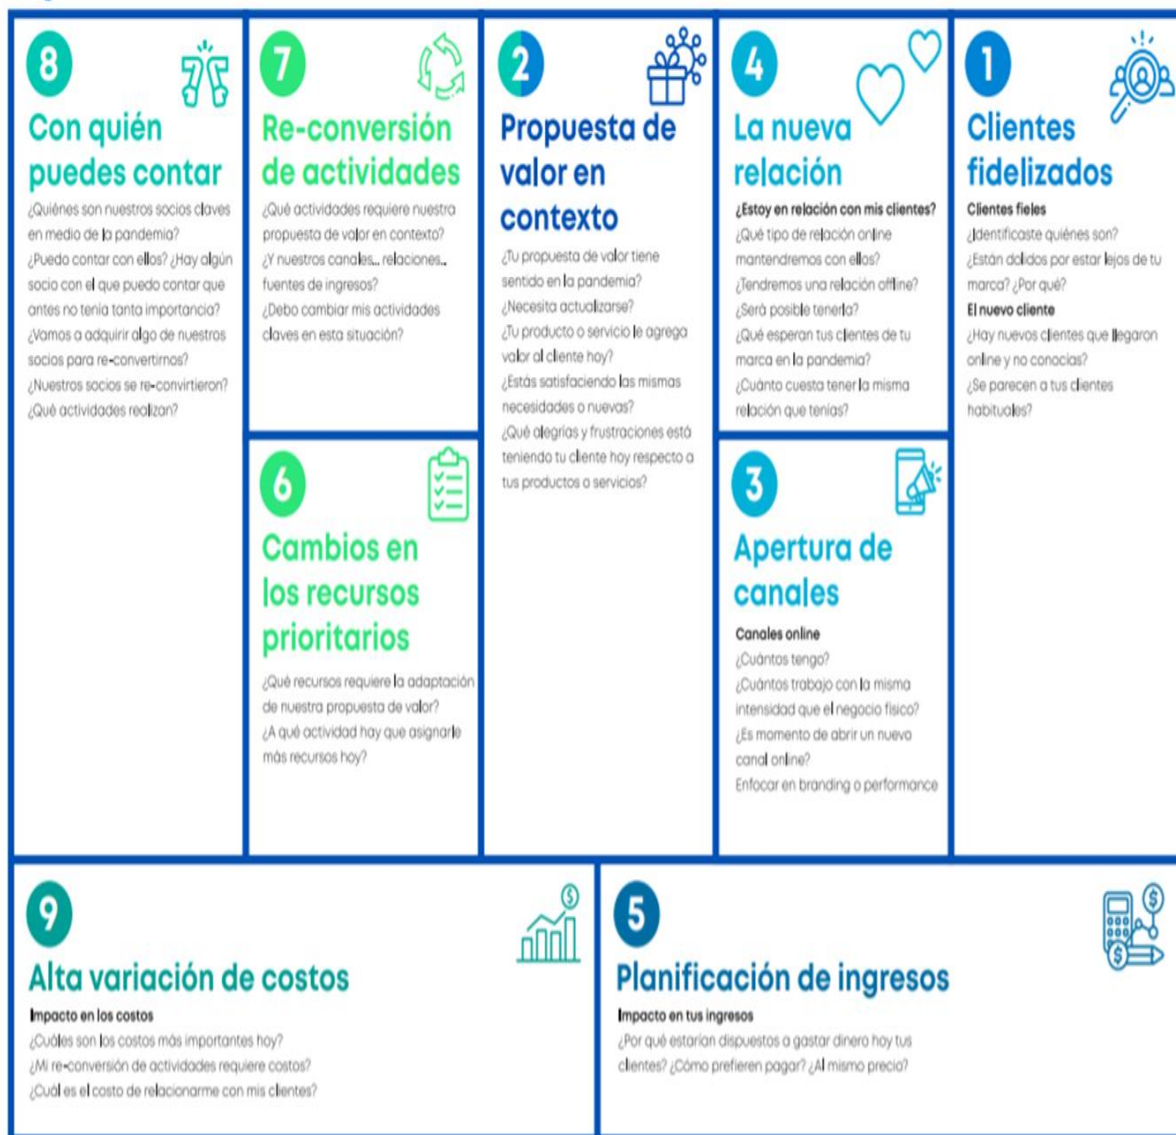 8
Con quién
puedes contar
¿Quiénes son nuestros socios claves
en medio de la pandemia?
¿Puedo contar con ellos? ¿Hay algún
socio con el que puedo contar que
antes no tenía tanta importancia?
¿Vamos a adquirir algo de nuestros
socios para re-convertirnos?
¿Nuestros socios se re-convirtieron?
¿Qué actividades realizan?
7
Re-conversión
de actividades
¿Qué actividades requiere nuestra
propuesta de valor en contexto?
¿Y nuestros canales... relaciones..
fuentes de ingresos?
¿Debo cambiar mis actividades
claves en esta situación?
6
Cambios en
los recursos
prioritarios
¿Qué recursos requiere la adaptación
de nuestra propuesta de valor?
¿A qué actividad hay que asignarle
más recursos hoy?
2
Propuesta de
valor en
contexto
¿Tu propuesta de valor tiene
sentido en la pandemia?
¿Necesita actualizarse?
¿Tu producto o servicio le agrega
valor al cliente hoy?
¿Estás satisfaciendo las mismas
necesidades o nuevas?
¿Qué alegrías y frustraciones está
teniendo tu cliente hoy respecto a
tus productos o servicios?
4
La nueva
relación
¿Estoy en relación con mis clientes?
¿Qué tipo de relación online
mantendremos con ellos?
¿Tendremos una relación offline?
¿Será posible tenerla?
¿Qué esperan tus clientes de tu
marca en la pandemia?
¿Cuánto cuesta tener la misma
relación que tenías?
3
Apertura de
canales
Canales online
¿Cuántos tengo?
¿Cuántos trabajo con la misma
intensidad que el negocio físico?
¿Es momento de abrir un nuevo
canal online?
Enfocar en branding o performance
1
Clientes
fidelizados
Clientes fieles
¿Identificaste quiénes son?
¿Están dolidos por estar lejos de tu
marca? ¿Por qué?
El nuevo cliente
¿Hay nuevos clientes que llegaron
online y no conocías?
¿Se parecen a tus clientes
habituales?
9
Alta variación de costos
Impacto en los costos
¿Cuáles son los costos más importantes hoy?
¿Mi re-conversión de actividades requiere costos?
¿Cuál es el costo de relacionarme con mis clientes?
5
Planificación de ingresos
Impacto en tus ingresos
¿Por qué estarían dispuestos a gastar dinero hoy tus
clientes? ¿Cómo prefieren pagar? ¿Al mismo precio?